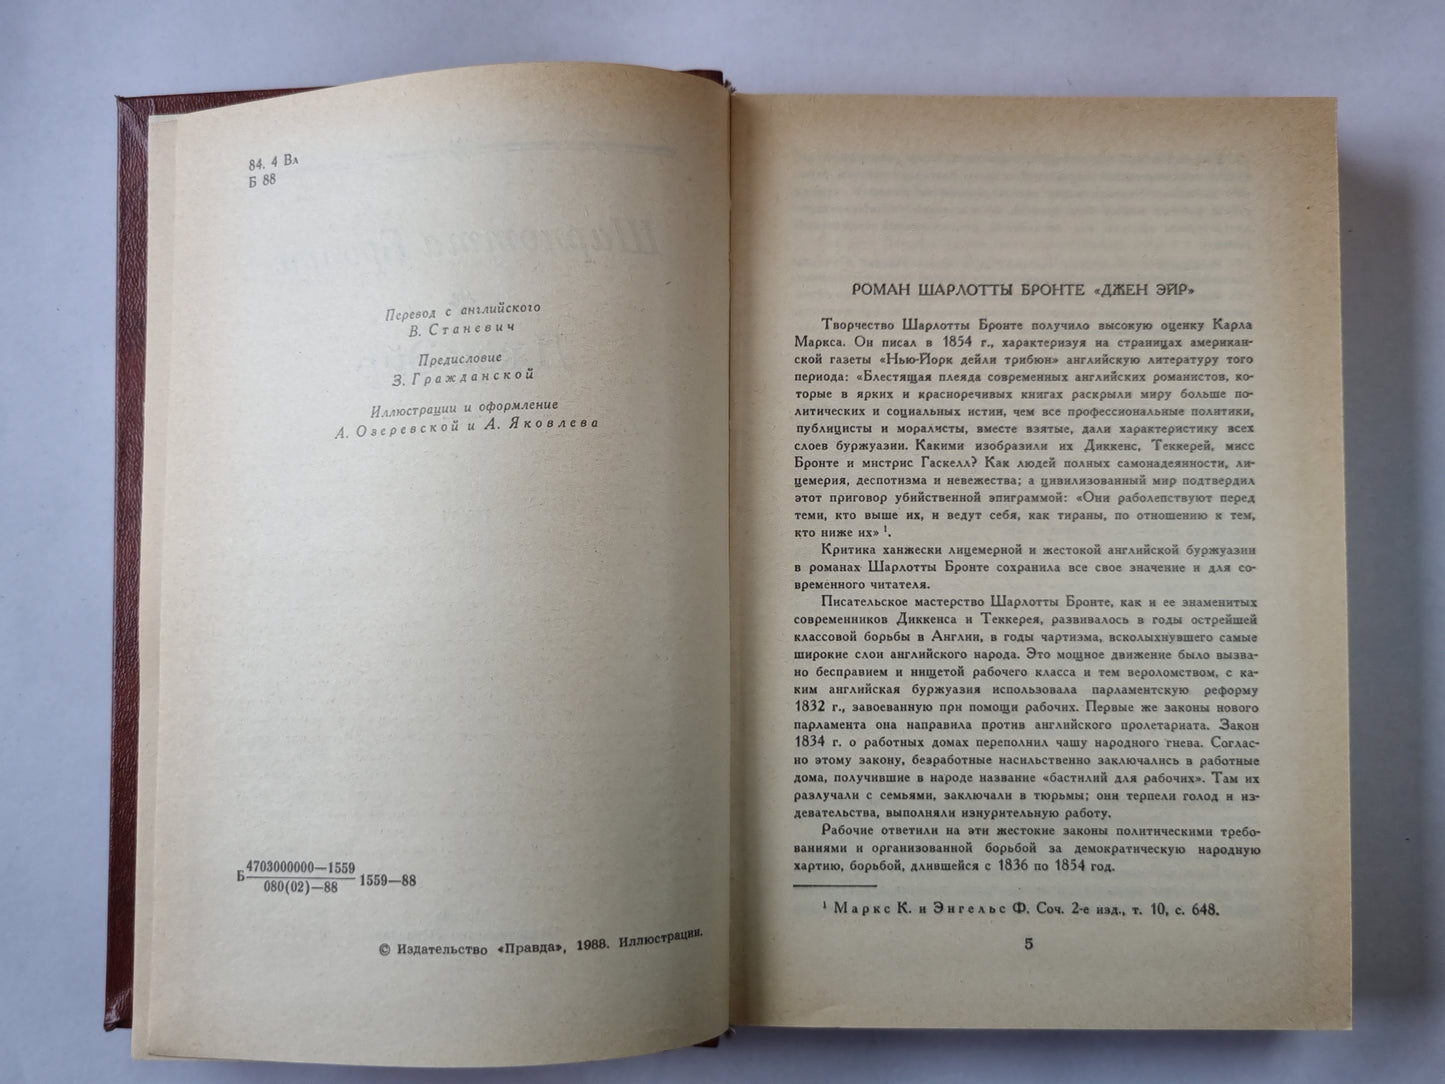 84. 4 Вл
Б 88
Перевод с английского
В. Станевич
Предисловие
З. Гражданской
Иллюстрации и оформление
А. Озеревской и А. Яковлева
Б 4703000000—1559
080(02)—88 1559—88
© Издательство «Правда», 1988. Иллюстрации.
РОМАН ШАРЛОТТЫ БРОНТЕ «ДЖЕН ЭЙР»
Творчество Шарлотты Бронте получило высокую оценку Карла
Маркса. Он писал в 1854 г., характеризуя на страницах американ-
ской газеты «Нью-Йорк дейли трибюн» английскую литературу того
периода: «Блестящая плеяда современных английских романистов, ко-
торые в ярких и красноречивых книгах раскрыли миру больше по-
литических и социальных истин, чем все профессиональные политики,
публицисты и моралисты, вместе взятые, дали характеристику всех
слоев буржуазии. Какими изобразили их Диккенс, Теккерей, мисс
Бронте и мистрис Гаскелл? Как людей полных самонадеянности, ли-
цемерия, деспотизма и невежества; а цивилизованный мир подтвердил
этот приговор убийственной эпиграммой: «Они раболепствуют перед
теми, кто выше их, и ведут себя, как тираны, по отношению к тем,
кто ниже их» ¹.
Критика ханжески лицемерной и жестокой английской буржуазии
в романах Шарлотты Бронте сохранила все свое значение и для со-
временного читателя.
Писательское мастерство Шарлотты Бронте, как и ее знаменитых
современников Диккенса и Теккерея, развивалось в годы острейшей
классовой борьбы в Англии, в годы чартизма, всколыхнувшего самые
широкие слои английского народа. Это мощное движение было вызва-
но бесправием и нищетой рабочего класса и тем вероломством, с ка-
ким английская буржуазия использовала парламентскую реформу
1832 г., завоеванную при помощи рабочих. Первые же законы нового
парламента она направила против английского пролетариата. Закон
1834 г. о работных домах переполнил чашу народного гнева. Соглас-
но этому закону, безработные насильственно заключались в работные
дома, получившие в народе название «бастилий для рабочих». Там их
разлучали с семьями, заключали в тюрьмы; они терпели голод и из-
девательства, выполняли изнурительную работу.
Рабочие ответили на эти жестокие законы политическими требо-
ваниями и организованной борьбой за демократическую народную
хартию, борьбой, длившейся с 1836 по 1854 год.
¹ Маркс К. и Энгельс Ф. Соч. 2-е изд., т. 10, с. 648.
5